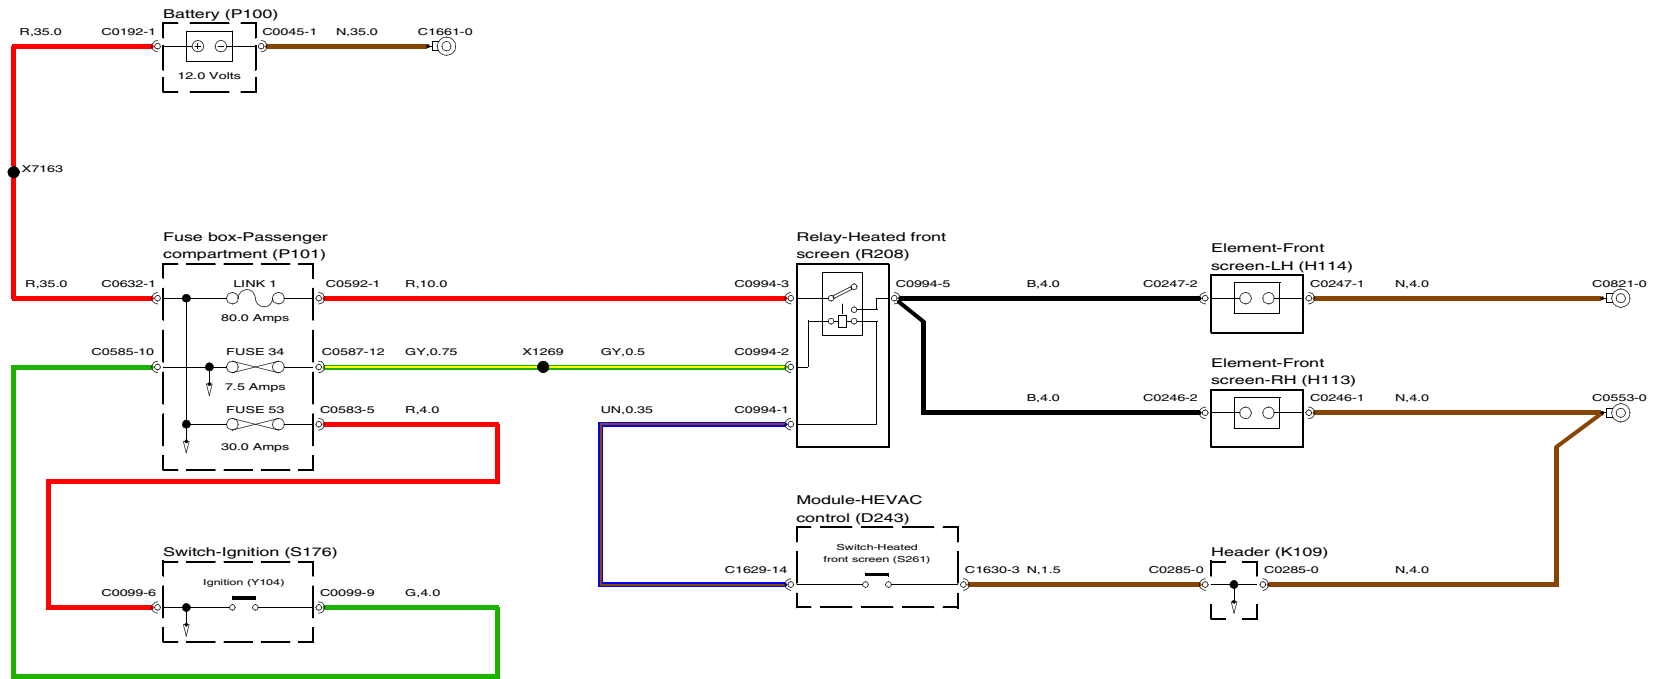 Battery (P100)
R,35.0 C0192-1 C0045-1 N,35.0 C1661-0
12.0 Volts
X7163
Fuse box-Passenger
compartment (P101)
Relay-Heated front
screen (R208)
Element-Front
screen-LH (H114)
R,35.0 C0632-1 LINK 1 C0592-1 R,10.0 C0994-3 C0994-5 B,4.0 C0247-2 C0247-1 N,4.0 C0821-0
80.0 Amps
C0585-10 FUSE 34 C0587-12 GY,0.75 X1269 GY,0.5 C0994-2
7.5 Amps
Element-Front
screen-RH (H113)
B,4.0 C0246-2 C0246-1 N,4.0 C0553-0
FUSE 53 C0583-5 R,4.0 UN,0.35 C0994-1
30.0 Amps
Module-HEVAC
control (D243)
Switch-Heated
front screen (S261)
C1629-14 C1630-3 N,1.5 C0285-0 C0285-0 N,4.0
Header (K109)
Switch-Ignition (S176)
Ignition (Y104)
C0099-6 C0099-9 G,4.0